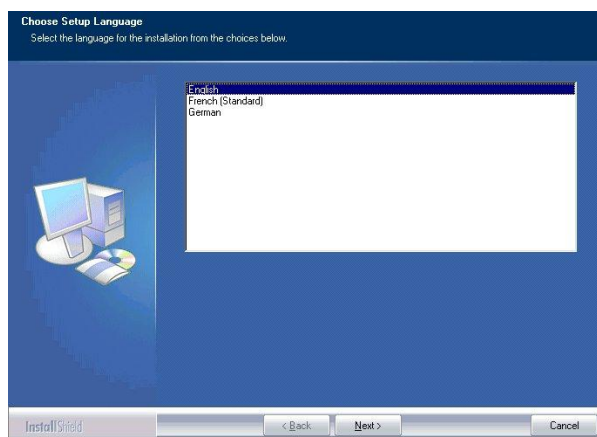 Choose Setup Language
Select the language for the installation from the choices below.
English
French (Standard)
German
InstallShield
< Back
Next >
Cancel